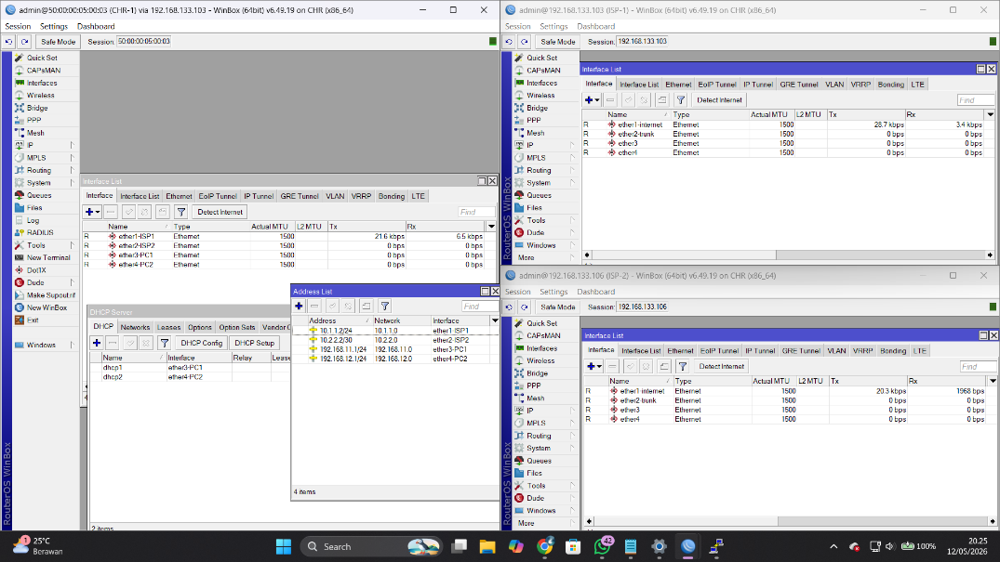 admin@50:00:00:05:00:03 (CHR-1) via 192.168.133.103 - WinBox (64bit) v6.49.19 on CHR (x86_64)
Session Settings Dashboard
Safe Mode Session: 50:00:00:05:00:03
Quick Set
CAPsMAN
Interfaces
Wireless
Bridge
PPP
Mesh
IP
MPLS
Routing
System
Queues
Files
Log
RADIUS
Tools
New Terminal
Dot1X
Dude
Make Supout.rif
New WinBox
Exit
Windows
RouterOS WinBox
Interface List
Interface Interface List Ethernet EoIP Tunnel IP Tunnel GRE Tunnel VLAN VRRP Bonding LTE
Detect Internet Find
Name Type Actual MTU L2 MTU Tx Rx
R ether1-ISP1 Ethernet 1500 21.6 kbps 6.5 kbps
R ether2-ISP2 Ethernet 1500 0 bps 0 bps
R ether3-PC1 Ethernet 1500 0 bps 0 bps
R ether4-PC2 Ethernet 1500 0 bps 0 bps
DHCP Server
DHCP Networks Leases Options Option Sets Vendor C
DHCP Config DHCP Setup
Name Interface Relay Lease
dhcp1 ether3-PC1
dhcp2 ether4-PC2
2 items
Address List
Find
Address Network Interface
10.1.1.2/24 10.1.1.0 ether1-ISP1
10.2.2.2/30 10.2.2.0 ether2-ISP2
192.168.11.1/24 192.168.11.0 ether3-PC1
192.168.12.1/24 192.168.12.0 ether4-PC2
4 items
admin@192.168.133.103 (ISP-1) - WinBox (64bit) v6.49.19 on CHR (x86_64)
Session Settings Dashboard
Safe Mode Session: 192.168.133.103
Quick Set
CAPsMAN
Interfaces
Wireless
Bridge
PPP
Mesh
IP
MPLS
Routing
System
Queues
Files
Tools
Dude
Windows
More
RouterOS WinBox
Interface List
Interface Interface List Ethernet EoIP Tunnel IP Tunnel GRE Tunnel VLAN VRRP Bonding LTE
Detect Internet Find
Name Type Actual MTU L2 MTU Tx Rx
R ether1-internet Ethernet 1500 28.7 kbps 3.4 kbps
R ether2-trunk Ethernet 1500 0 bps 0 bps
R ether3 Ethernet 1500 0 bps 0 bps
R ether4 Ethernet 1500 0 bps 0 bps
admin@192.168.133.106 (ISP-2) - WinBox (64bit) v6.49.19 on CHR (x86_64)
Session Settings Dashboard
Safe Mode Session: 192.168.133.106
Quick Set
CAPsMAN
Interfaces
Wireless
Bridge
PPP
Mesh
IP
MPLS
Routing
System
Queues
Files
Tools
Dude
Windows
More
RouterOS WinBox
Interface List
Interface Interface List Ethernet EoIP Tunnel IP Tunnel GRE Tunnel VLAN VRRP Bonding LTE
Detect Internet Find
Name Type Actual MTU L2 MTU Tx Rx
R ether1-internet Ethernet 1500 20.3 kbps 1968 bps
R ether2-trunk Ethernet 1500 0 bps 0 bps
R ether3 Ethernet 1500 0 bps 0 bps
R ether4 Ethernet 1500 0 bps 0 bps
1
25°C
Berawan
Search
42
100%
20.25
12/05/2026